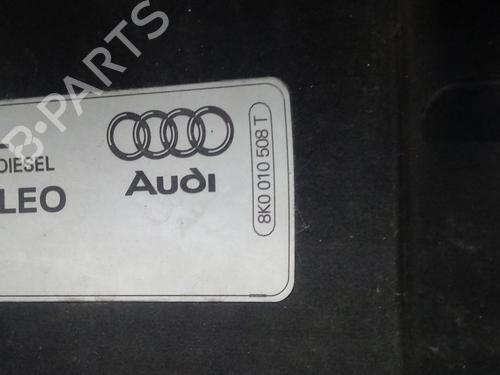 B-PARTS
DIESEL
LEO
Audi
8K0 010 508 T